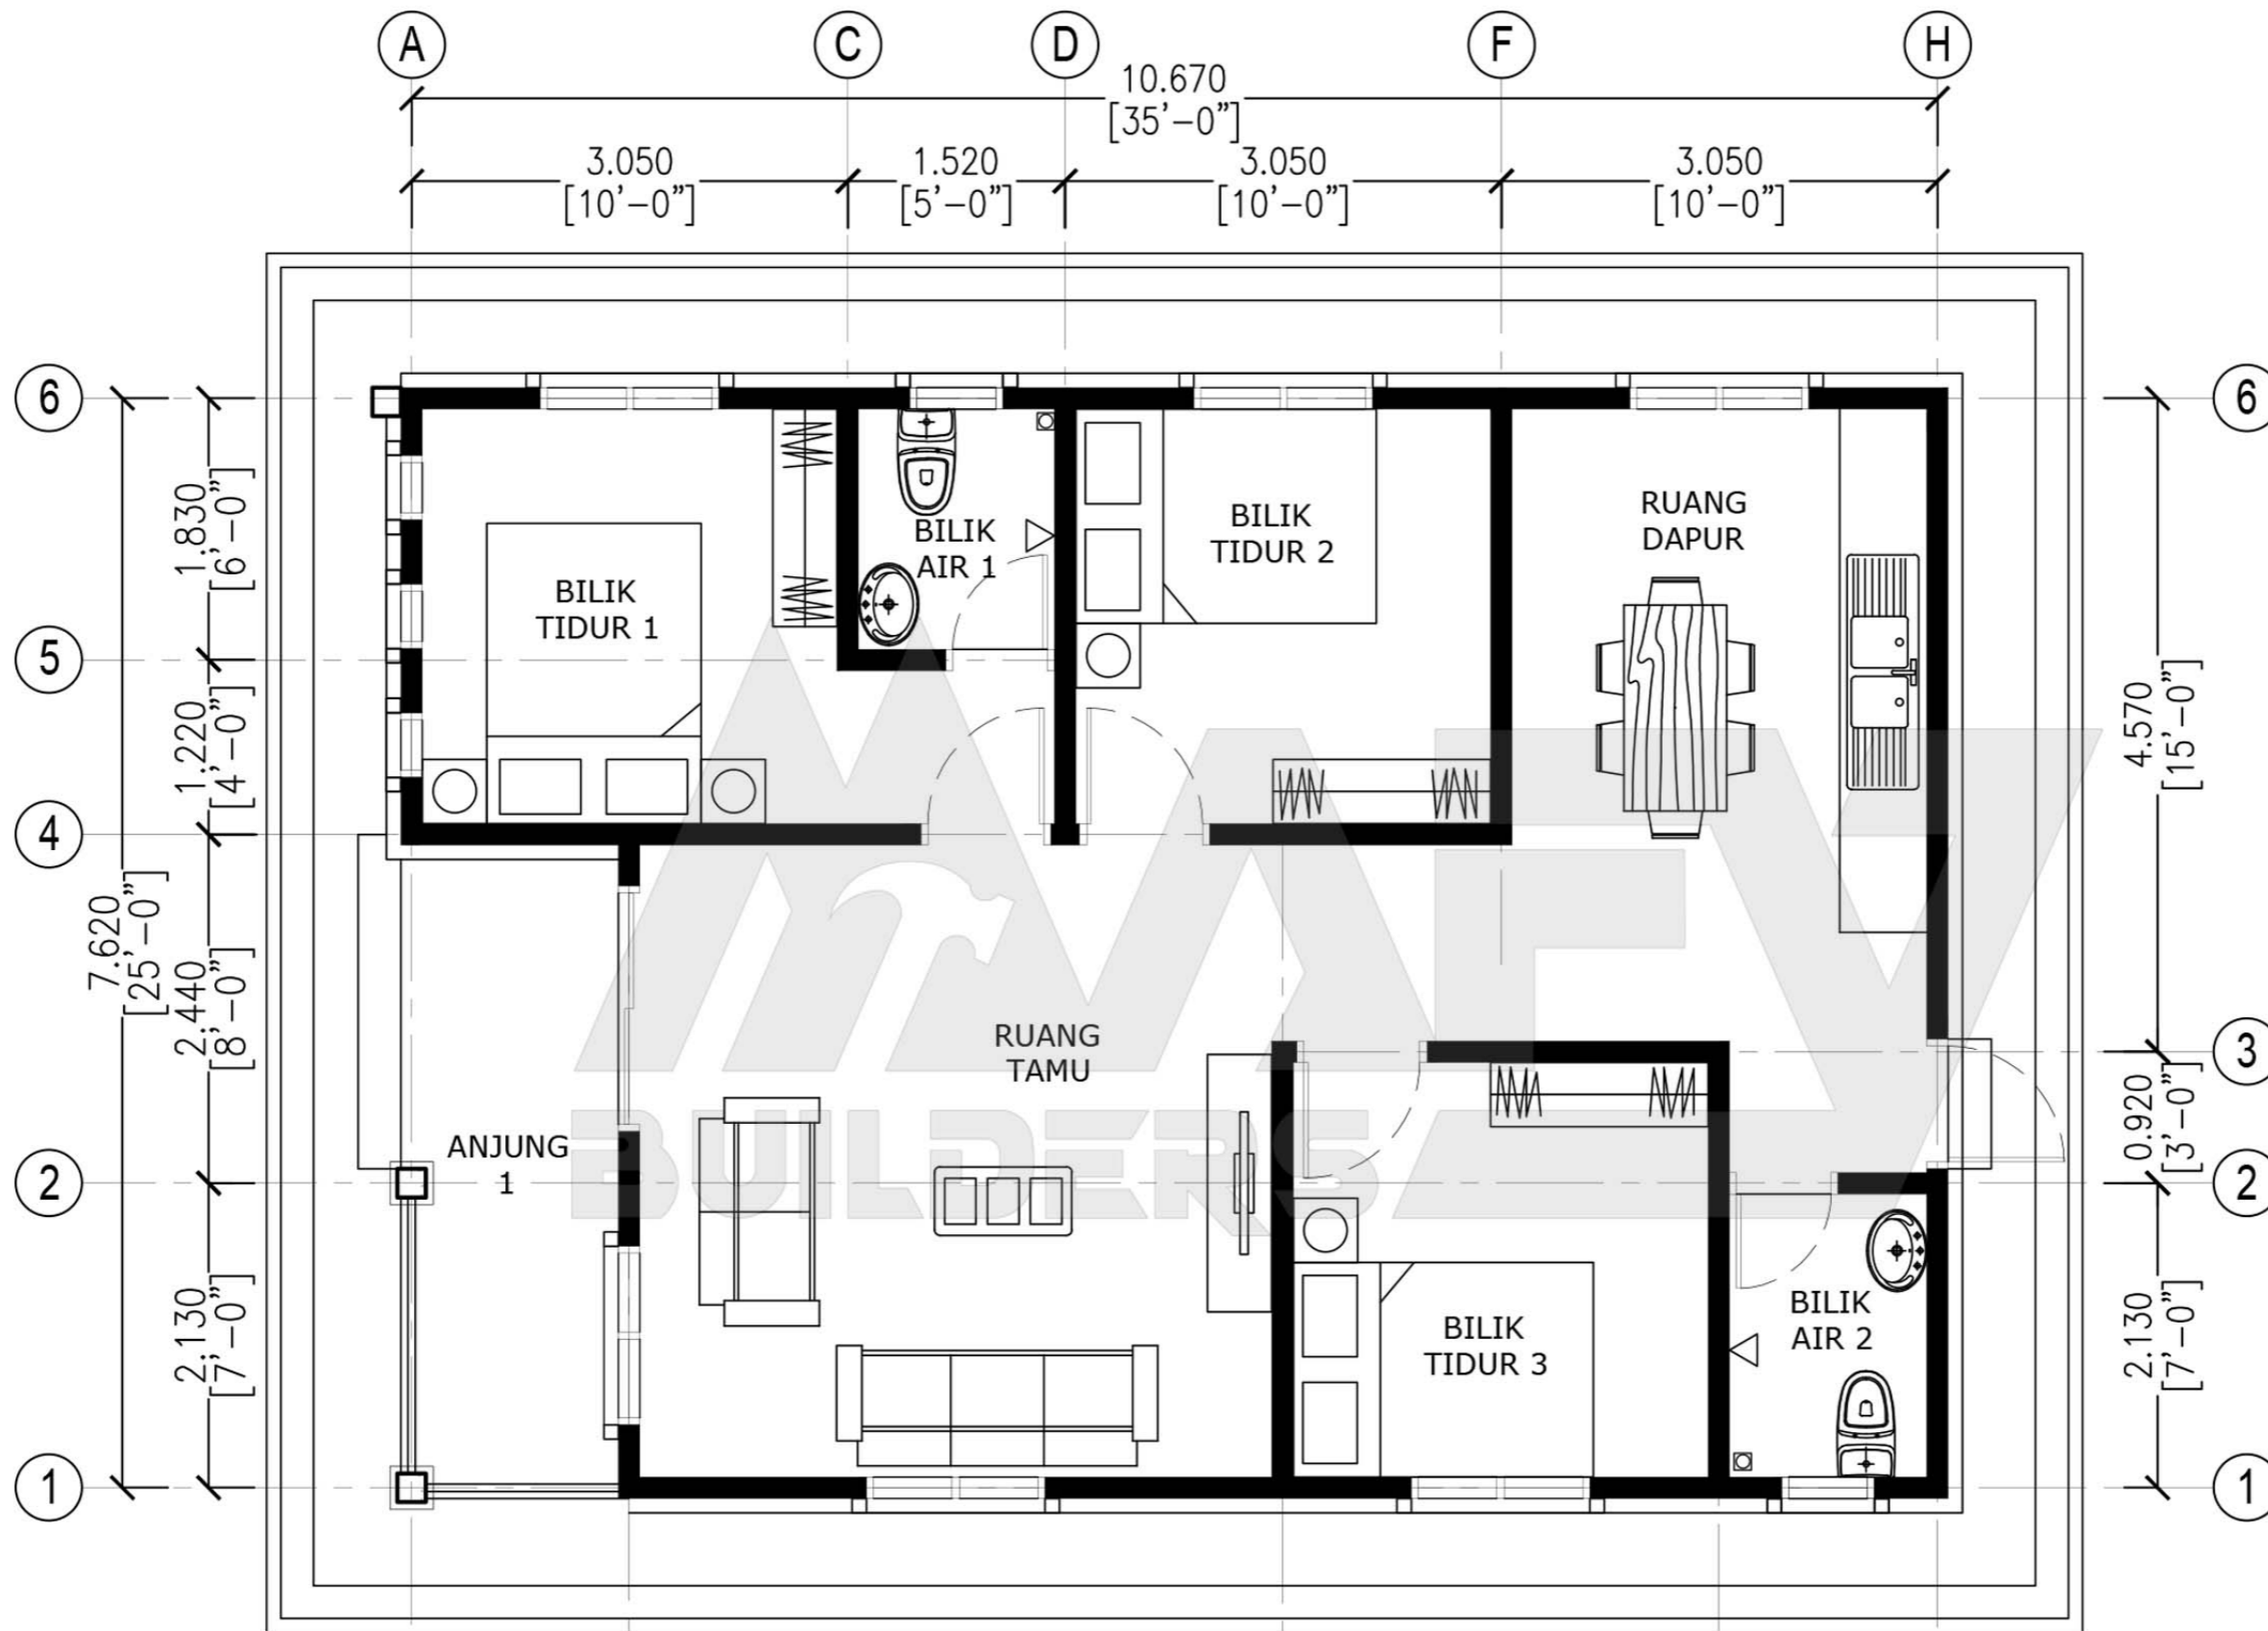 A
C
D
F
H
10.670
[35’-0”]
3.050
[10’-0”]
1.520
[5’-0”]
3.050
[10’-0”]
3.050
[10’-0”]
6
6
1.830
[6’-0”]
5
1.220
[4’-0”]
4
7.620
[25’-0”]
2.440
[8’-0”]
2
2.130
[7’-0”]
1
4.570
[15’-0”]
3
0.920
[3’-0”]
2
2.130
[7’-0”]
1
BILIK
TIDUR 1
BILIK
AIR 1
BILIK
TIDUR 2
RUANG
DAPUR
RUANG
TAMU
ANJUNG
1
BILIK
TIDUR 3
BILIK
AIR 2
BUILDERS